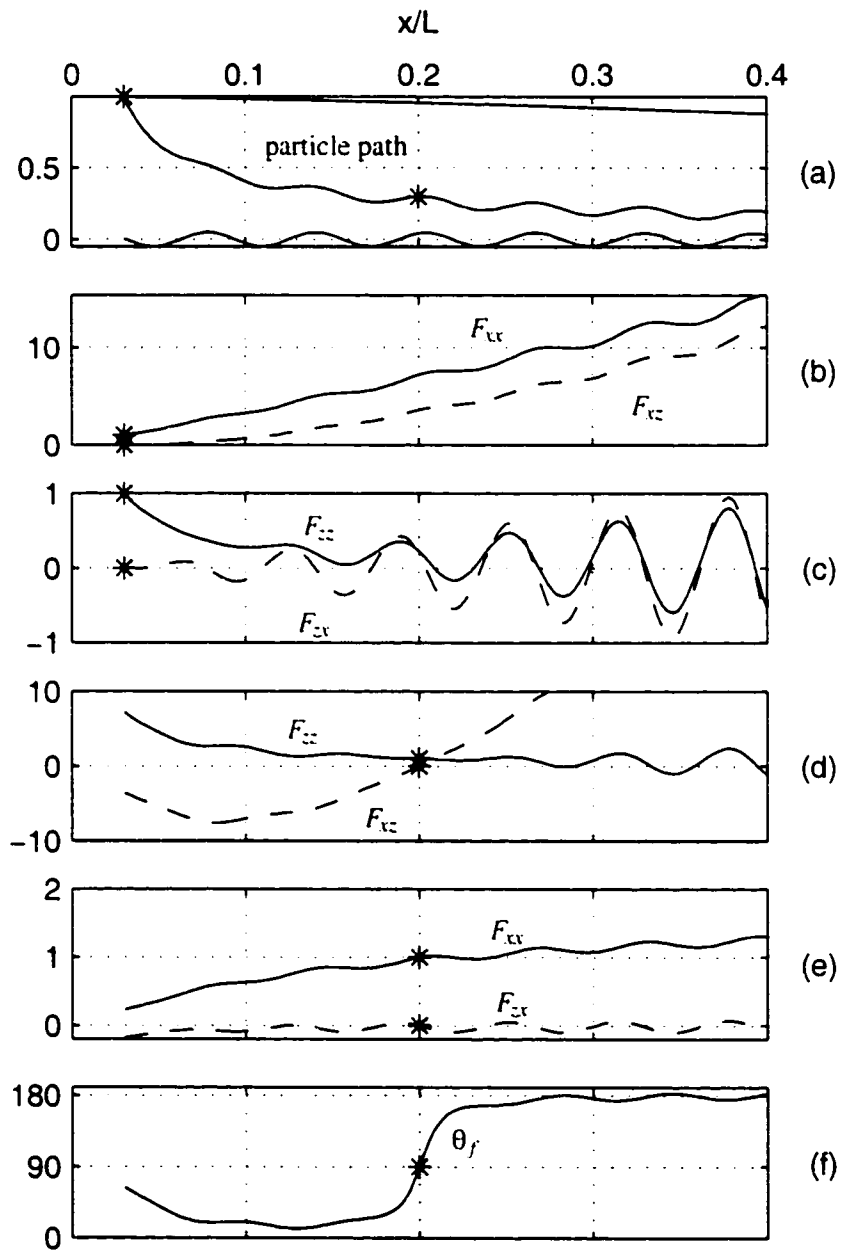 x/L
0 0.1 0.2 0.3 0.4
0.5
0
particle path
(a)
10
0
F_xx
F_xz
(b)
1
0
-1
F_zz
F_zx
(c)
10
0
-10
F_zz
F_xz
(d)
2
1
0
F_xx
F_zx
(e)
180
90
0
θ_f
(f)